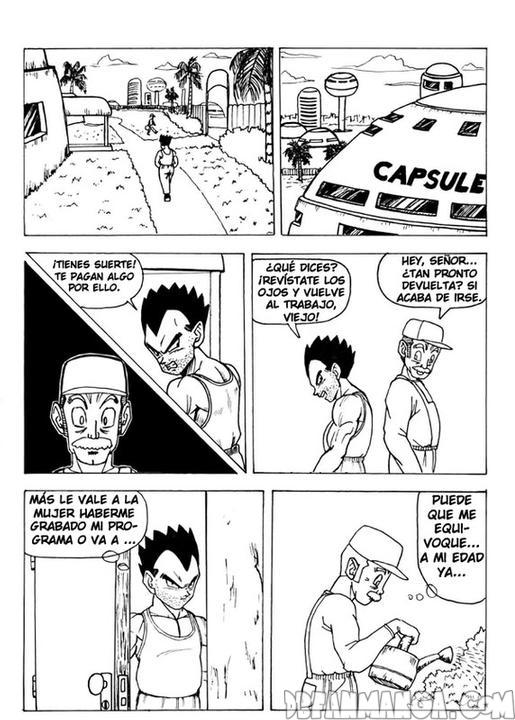 CAPSULE
¡TIENES SUERTE!
TE PAGAN ALGO
POR ELLO.
¿QUÉ DICES?
¡REVÍSTATE LOS
OJOS Y VUELVE
AL TRABAJO,
VIEJO!
HEY, SEÑOR...
¿TAN PRONTO
DEVUELTA? SI
ACABA DE IRSE.
MÁS LE VALE A LA
MUJER HABERME
GRABADO MI PRO-
GRAMA O VA A ...
PUEDE
QUE ME
EQUI-
VOQUE...
A MI EDAD
YA...
DBFANMANGA.COM